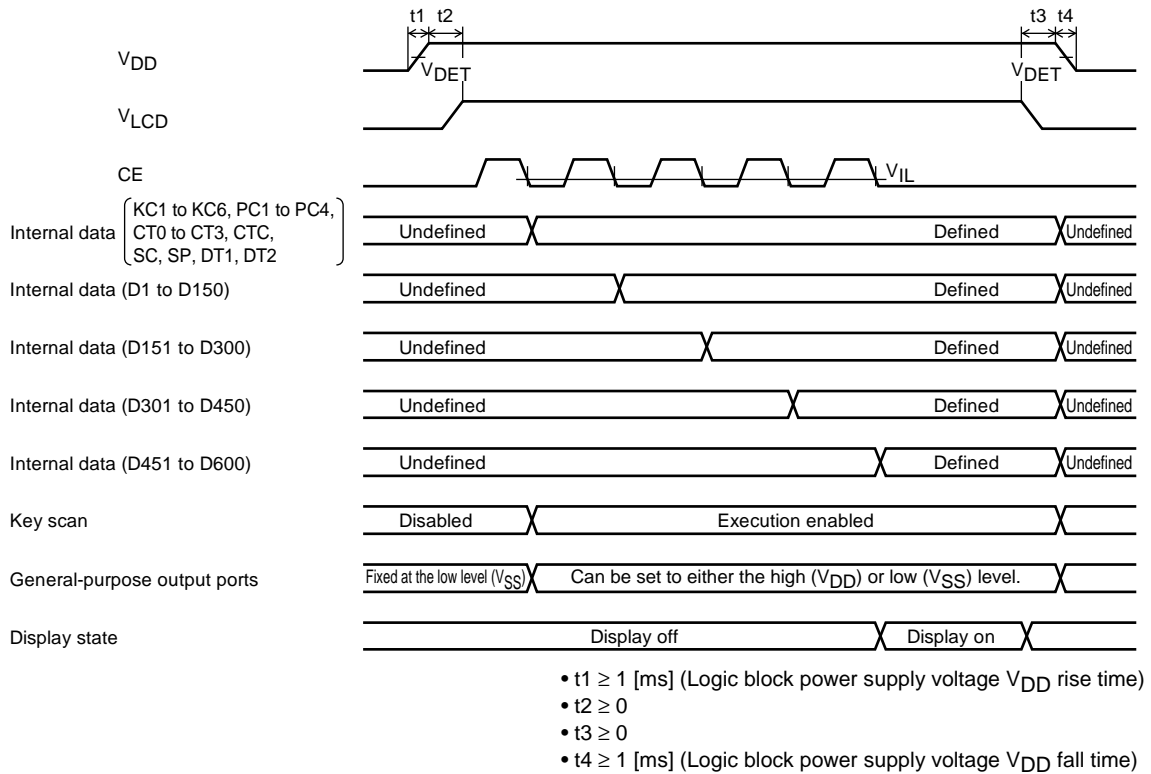 t1 t2 t3 t4
VDD
VDET VDET
VLCD
CE
VIL
KC1 to KC6, PC1 to PC4,
Internal data CT0 to CT3, CTC,
SC, SP, DT1, DT2
Undefined Defined Undefined
Internal data (D1 to D150) Undefined Defined Undefined
Internal data (D151 to D300) Undefined Defined Undefined
Internal data (D301 to D450) Undefined Defined Undefined
Internal data (D451 to D600) Undefined Defined Undefined
Key scan Disabled Execution enabled
General-purpose output ports Fixed at the low level (VSS) Can be set to either the high (VDD) or low (VSS) level.
Display state Display off Display on
• t1 ≥ 1 [ms] (Logic block power supply voltage VDD rise time)
• t2 ≥ 0
• t3 ≥ 0
• t4 ≥ 1 [ms] (Logic block power supply voltage VDD fall time)